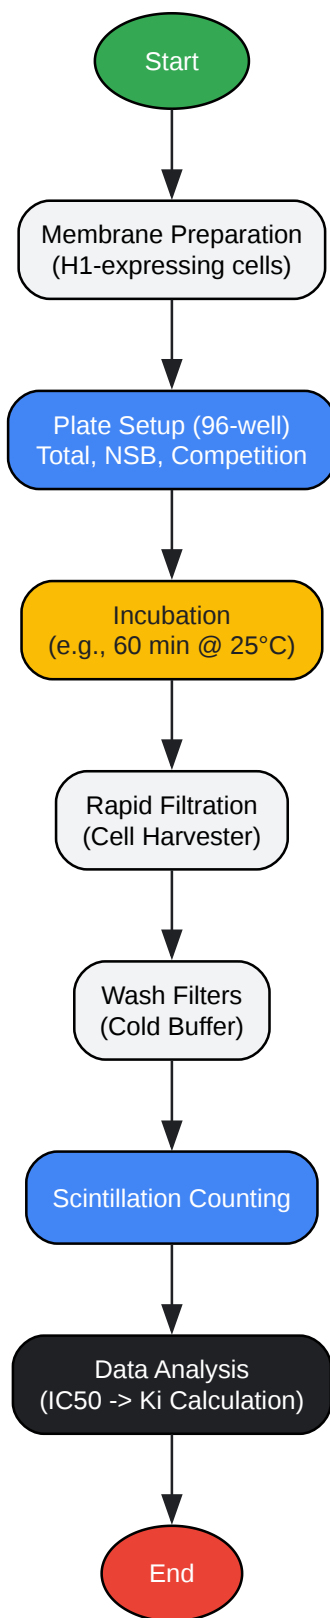 Start
Membrane Preparation
(H1-expressing cells)
Plate Setup (96-well)
Total, NSB, Competition
Incubation
(e.g., 60 min @ 25°C)
Rapid Filtration
(Cell Harvester)
Wash Filters
(Cold Buffer)
Scintillation Counting
Data Analysis
(IC50 -> Ki Calculation)
End